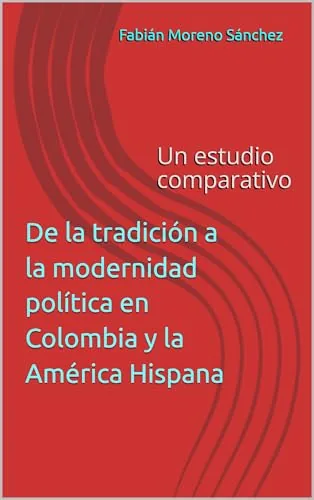 Fabián Moreno Sánchez
Un estudio
comparativo
De la tradición a
la modernidad
política en
Colombia y la
América Hispana